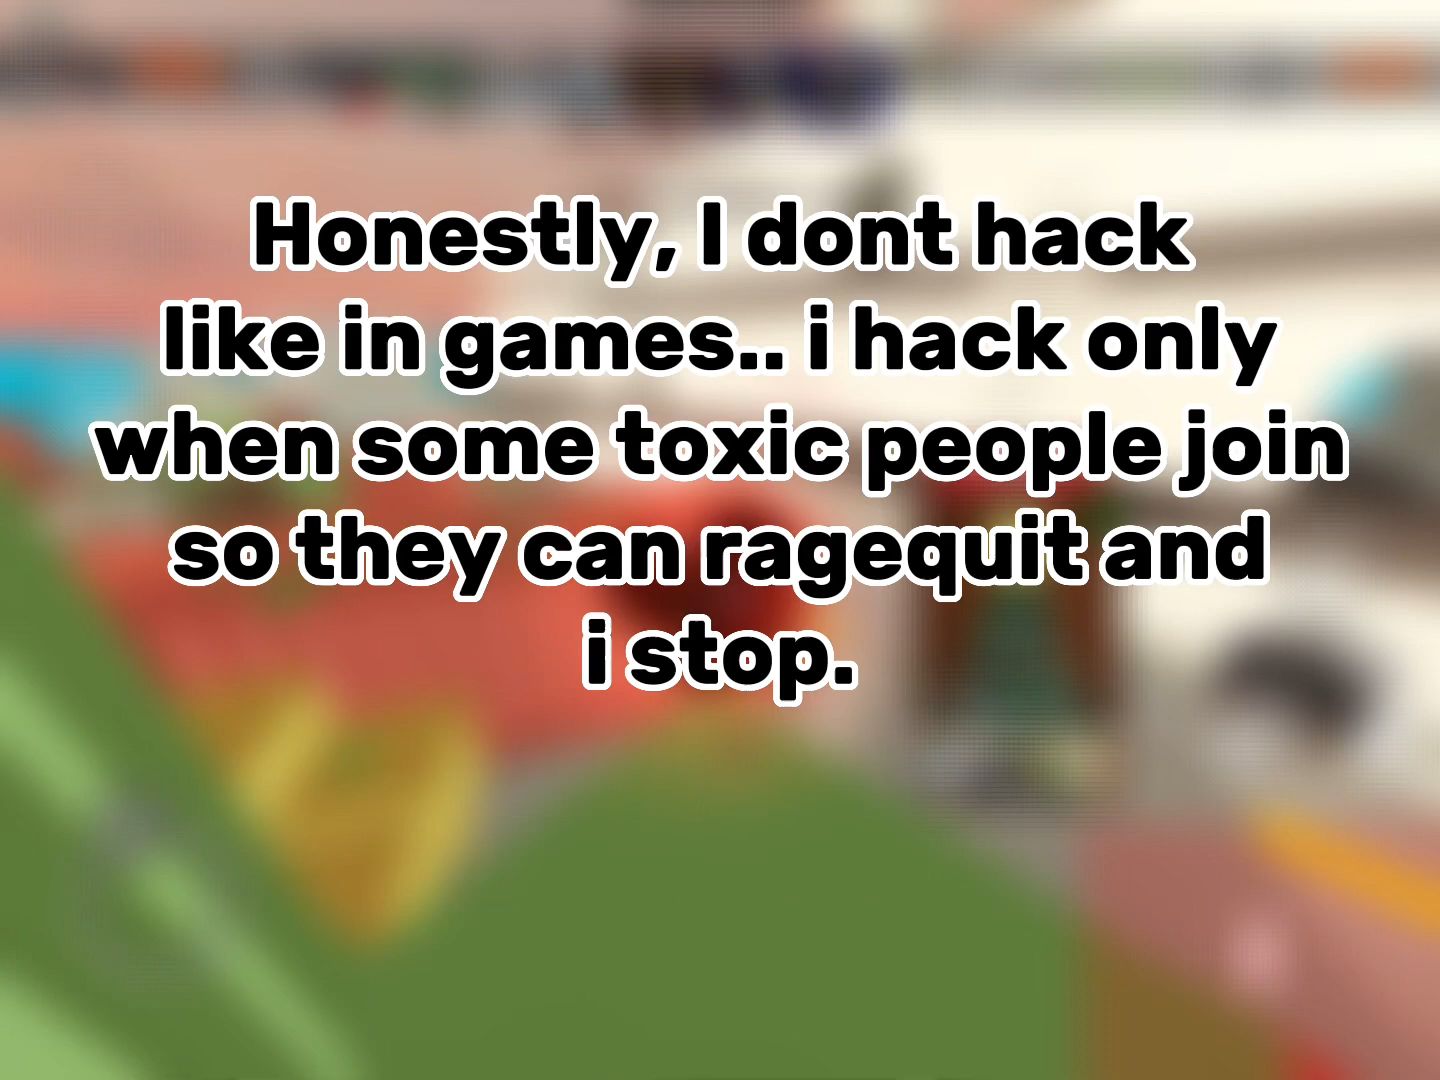 Honestly, I dont hack
like in games.. i hack only
when some toxic people join
so they can ragequit and
i stop.